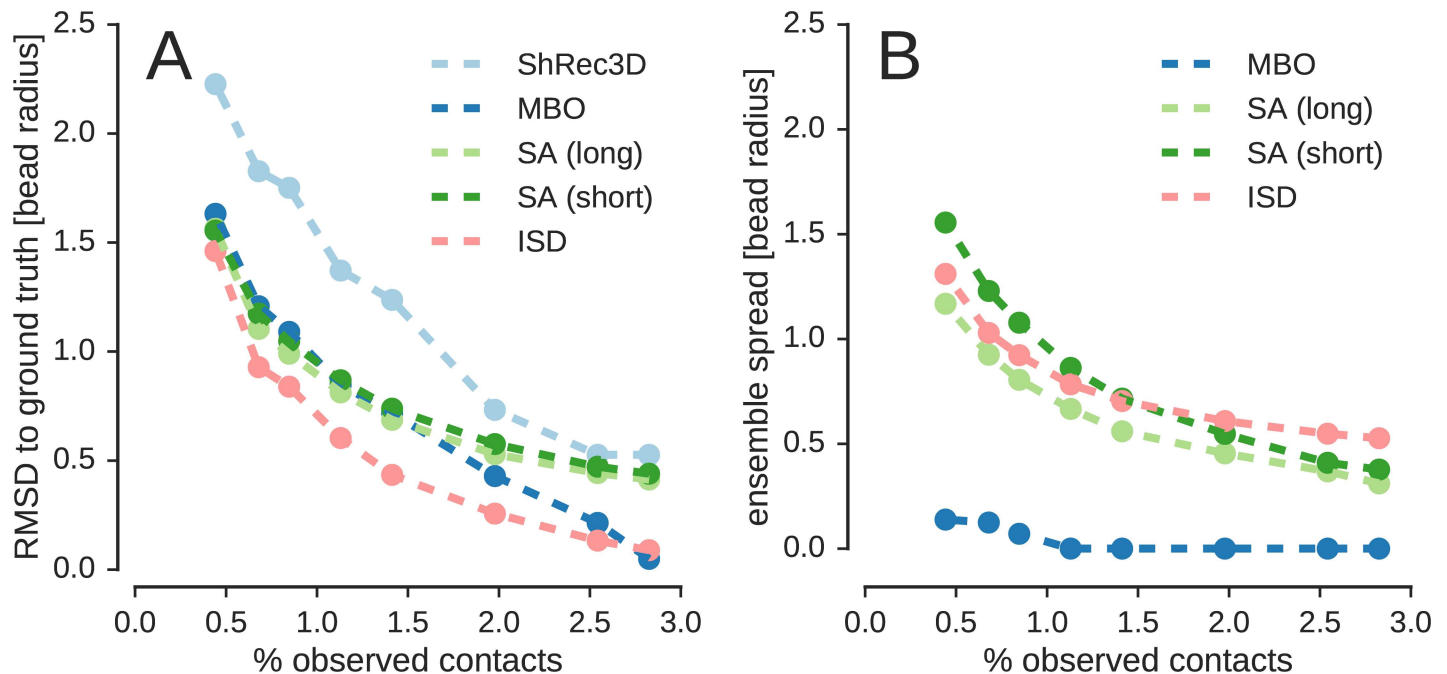 A
RMSD to ground truth [bead radius]
2.5
2.0
1.5
1.0
0.5
0.0
ShRec3D
MBO
SA (long)
SA (short)
ISD
0.0 0.5 1.0 1.5 2.0 2.5 3.0
% observed contacts
B
ensemble spread [bead radius]
2.5
2.0
1.5
1.0
0.5
0.0
MBO
SA (long)
SA (short)
ISD
0.0 0.5 1.0 1.5 2.0 2.5 3.0
% observed contacts